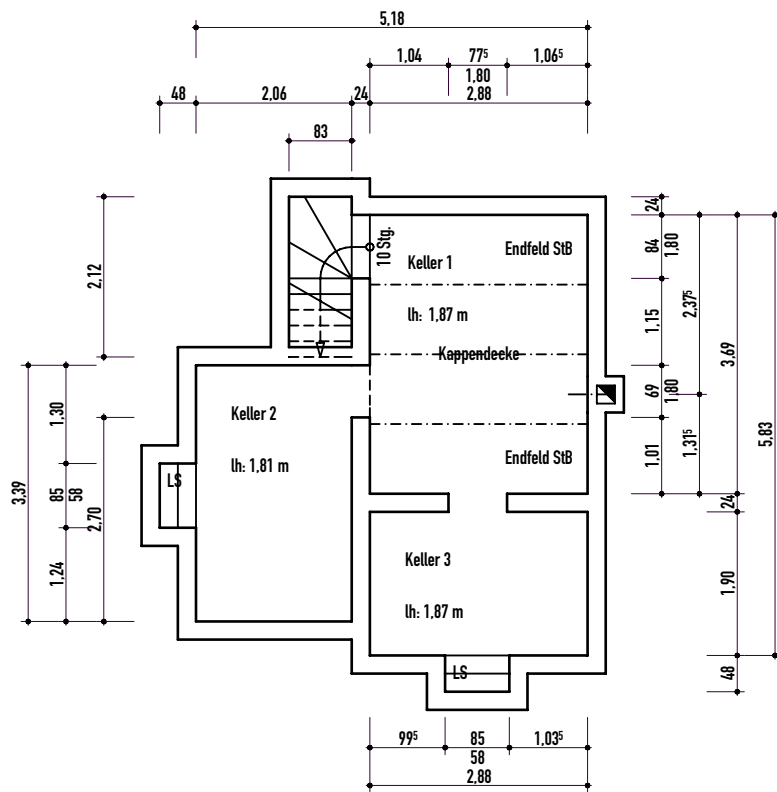 5,18
1,04 77⁵ 1,06⁵
1,80
48 2,06 24 2,88
83
2,12
10 Stg.
Keller 1
Endfeld StB
lh: 1,87 m
Kappendecke
Endfeld StB
Keller 2
lh: 1,81 m
LS
Keller 3
lh: 1,87 m
LS
3,39
1,30
85
58
1,24
2,70
24
84
1,80
1,15
69
1,80
1,01
2,37⁵
1,31⁵
3,69
24
1,90
48
5,83
99⁵ 85 1,03⁵
58
2,88